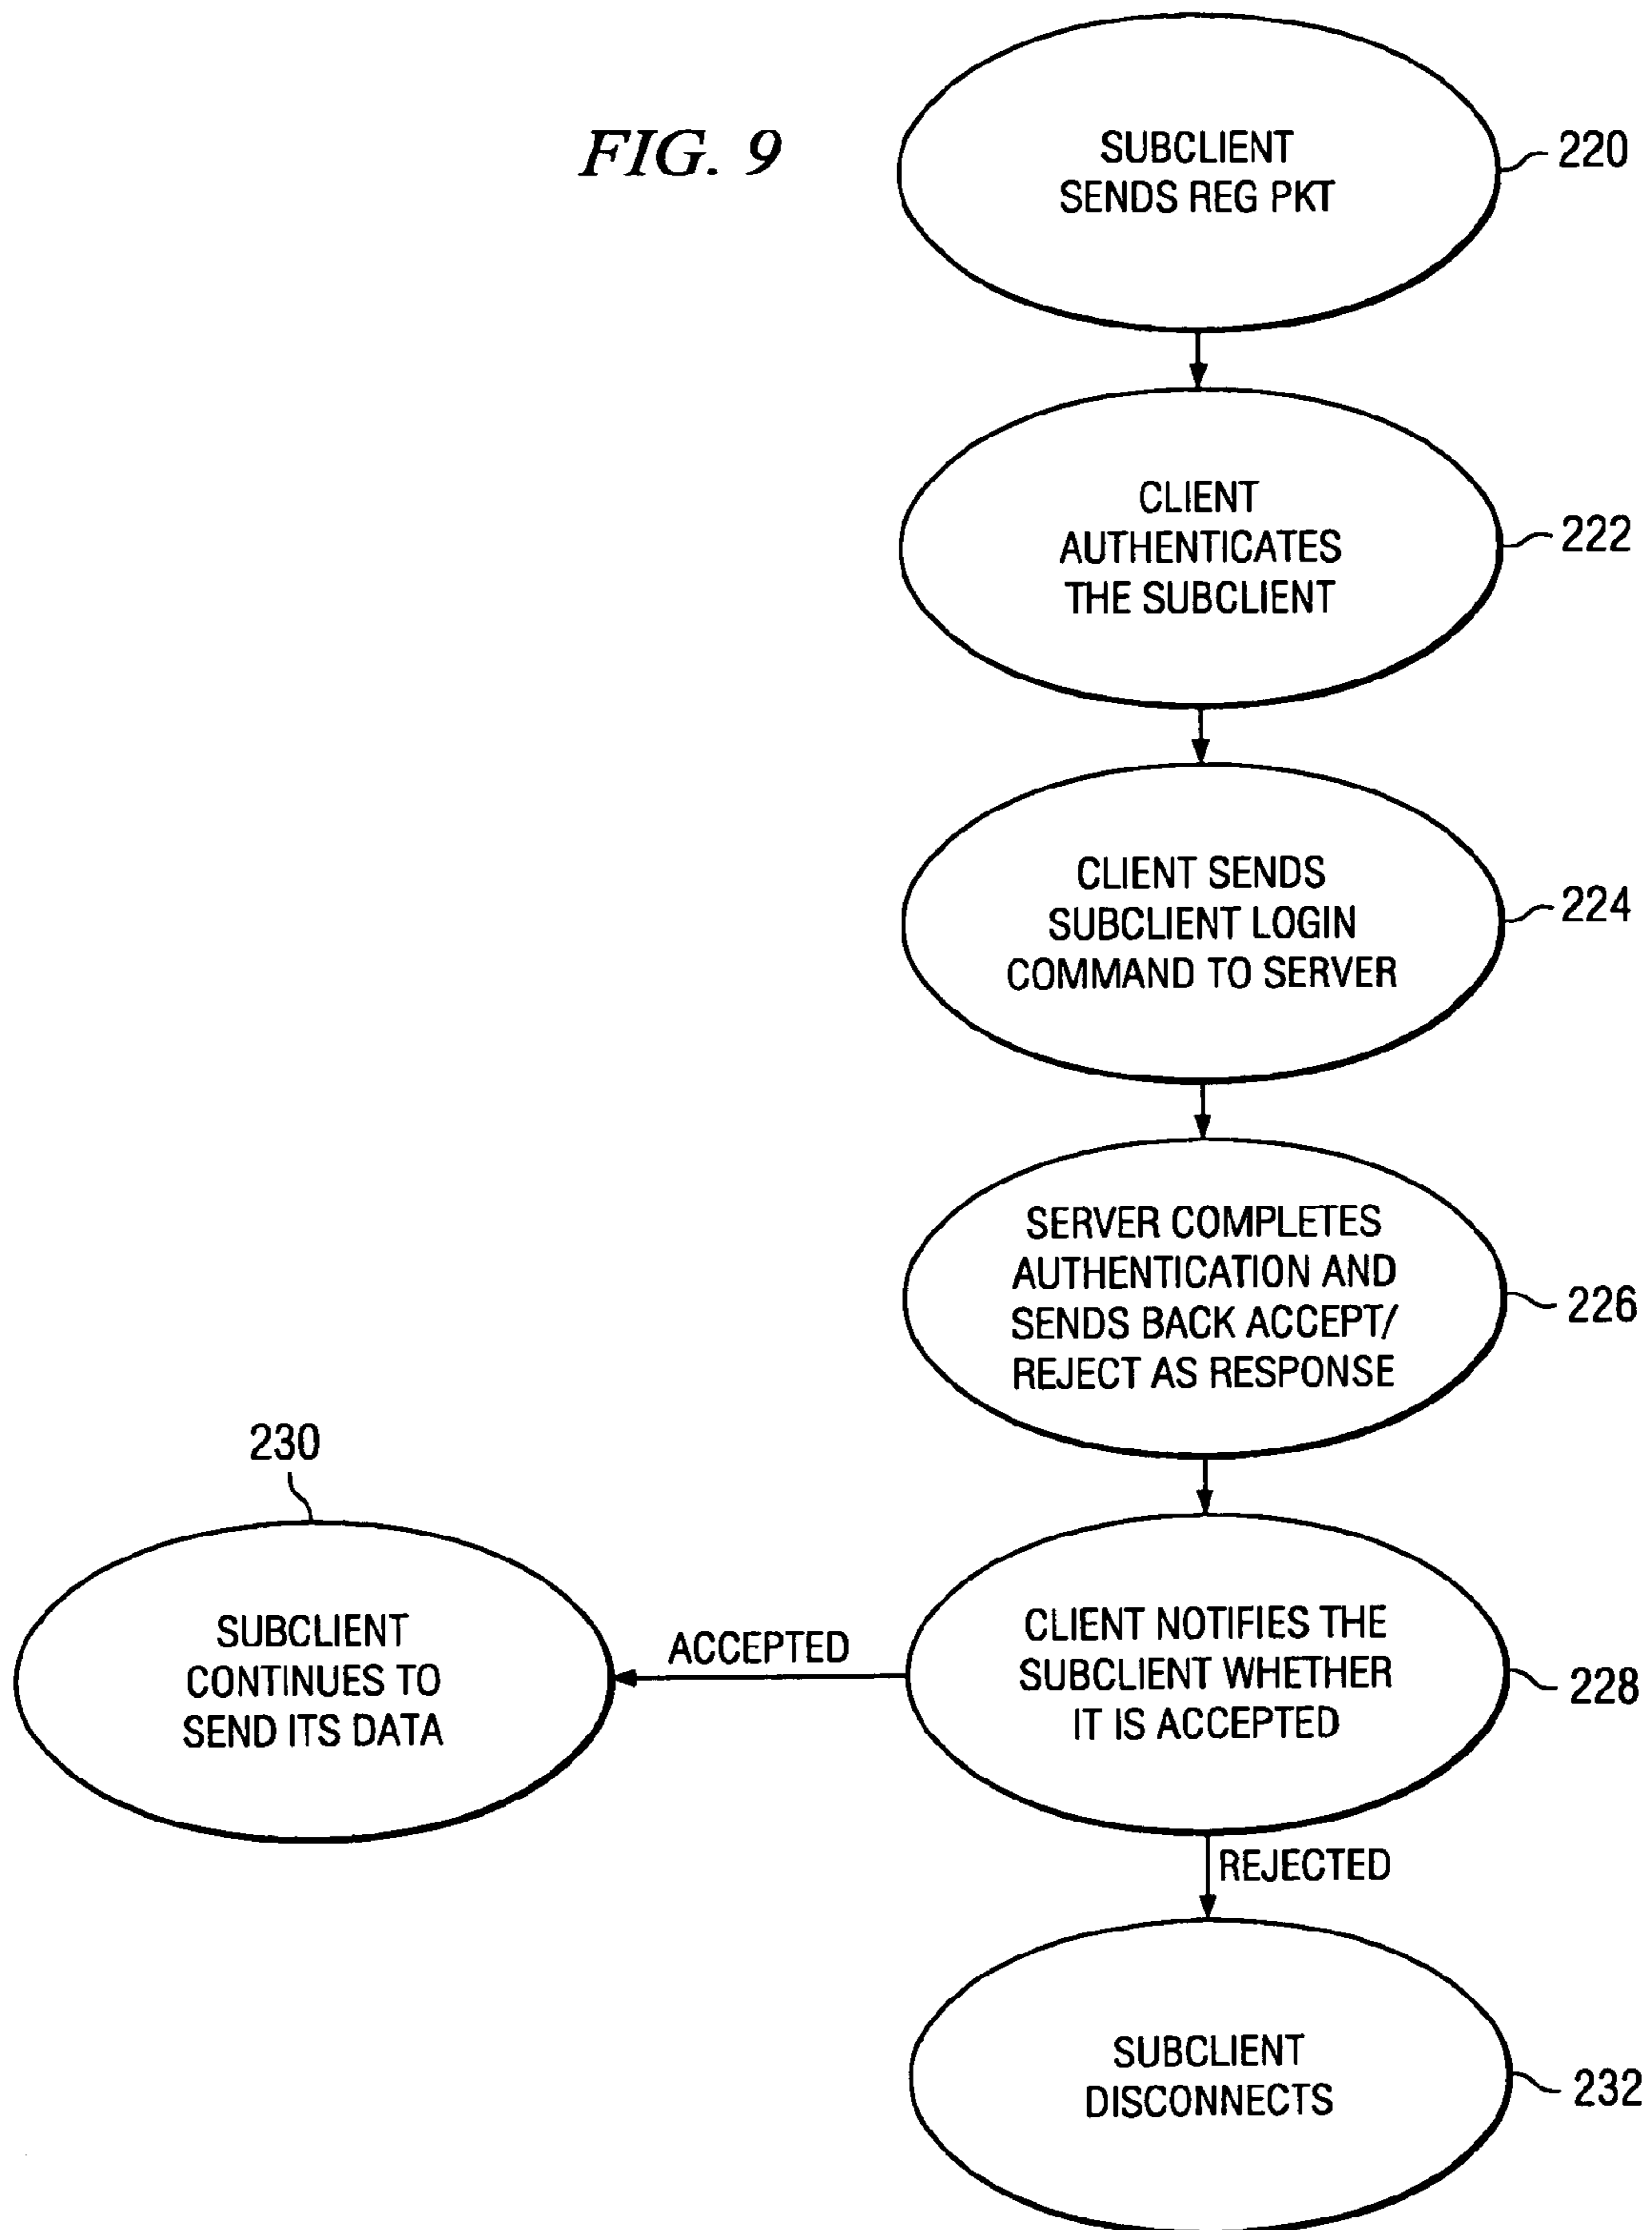 FIG. 9
SUBCLIENT
SENDS REG PKT
220
CLIENT
AUTHENTICATES
THE SUBCLIENT
222
CLIENT SENDS
SUBCLIENT LOGIN
COMMAND TO SERVER
224
SERVER COMPLETES
AUTHENTICATION AND
SENDS BACK ACCEPT/
REJECT AS RESPONSE
226
CLIENT NOTIFIES THE
SUBCLIENT WHETHER
IT IS ACCEPTED
228
ACCEPTED
230
SUBCLIENT
CONTINUES TO
SEND ITS DATA
REJECTED
SUBCLIENT
DISCONNECTS
232